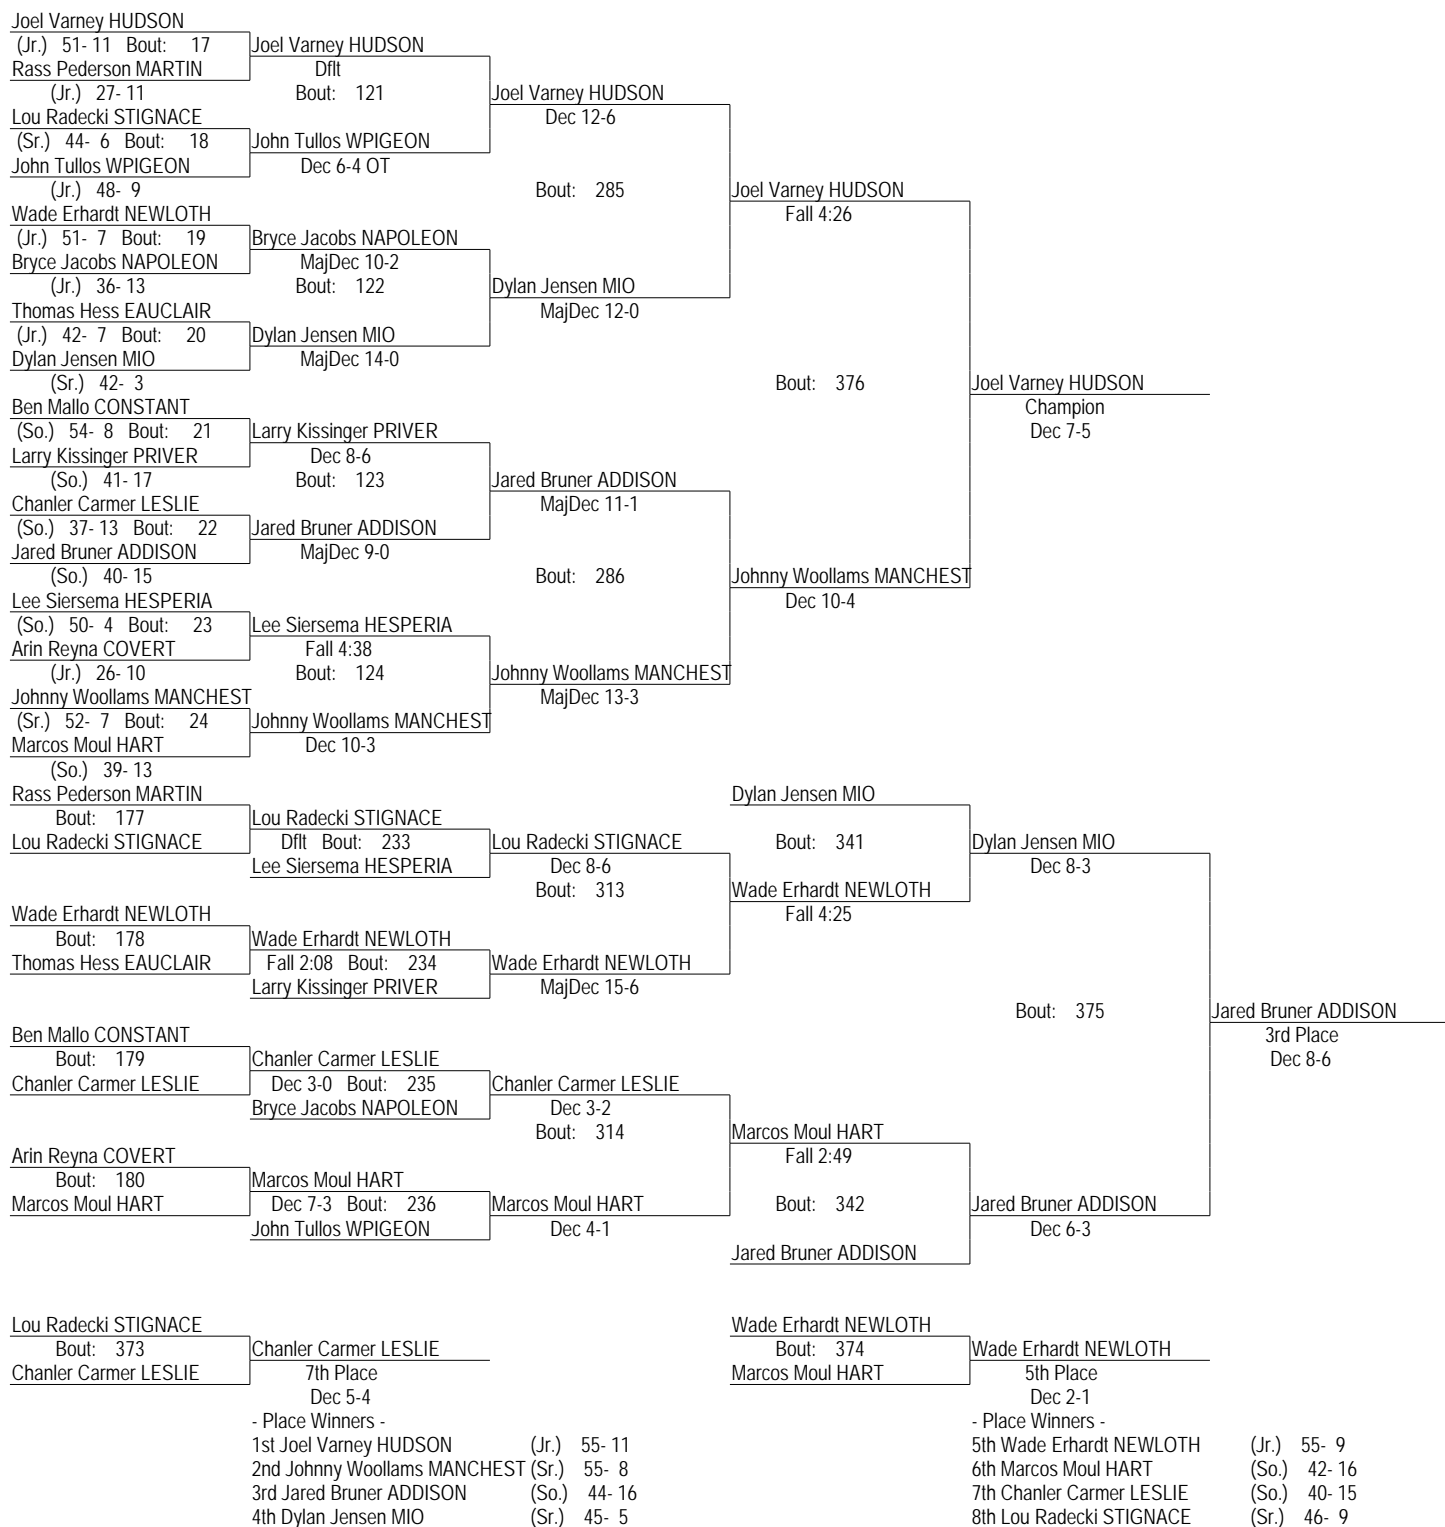 Joel Varney HUDSON
(Jr.) 51- 11 Bout: 17 Joel Varney HUDSON
Rass Pederson MARTIN Dflt
(Jr.) 27- 11 Bout: 121 Joel Varney HUDSON
Lou Radecki STIGNACE Dec 12-6
(Sr.) 44- 6 Bout: 18 John Tullos WPIGEON
John Tullos WPIGEON Dec 6-4 OT
(Jr.) 48- 9 Bout: 285 Joel Varney HUDSON
Wade Erhardt NEWLOTH Fall 4:26
(Jr.) 51- 7 Bout: 19 Bryce Jacobs NAPOLEON
Bryce Jacobs NAPOLEON MajDec 10-2
(Jr.) 36- 13 Bout: 122 Dylan Jensen MIO
Thomas Hess EAUCLAIR MajDec 12-0
(Jr.) 42- 7 Bout: 20 Dylan Jensen MIO
Dylan Jensen MIO MajDec 14-0
(Sr.) 42- 3 Bout: 376 Joel Varney HUDSON
Ben Mallo CONSTANT Champion
(So.) 54- 8 Bout: 21 Larry Kissinger PRIVER Dec 7-5
Larry Kissinger PRIVER Dec 8-6
(So.) 41- 17 Bout: 123 Jared Bruner ADDISON
Chanler Carmer LESLIE MajDec 11-1
(So.) 37- 13 Bout: 22 Jared Bruner ADDISON
Jared Bruner ADDISON MajDec 9-0
(So.) 40- 15 Bout: 286 Johnny Woollams MANCHEST
Lee Siersema HESPERIA Dec 10-4
(So.) 50- 4 Bout: 23 Lee Siersema HESPERIA
Arin Reyna COVERT Fall 4:38
(Jr.) 26- 10 Bout: 124 Johnny Woollams MANCHEST
Johnny Woollams MANCHEST MajDec 13-3
(Sr.) 52- 7 Bout: 24 Johnny Woollams MANCHEST
Marcos Moul HART Dec 10-3
(So.) 39- 13
Rass Pederson MARTIN Dylan Jensen MIO
Bout: 177 Lou Radecki STIGNACE
Lou Radecki STIGNACE Dflt Bout: 233 Lou Radecki STIGNACE Bout: 341 Dylan Jensen MIO
Lee Siersema HESPERIA Dec 8-6 Dec 8-3
Bout: 313 Wade Erhardt NEWLOTH
Wade Erhardt NEWLOTH Fall 4:25
Bout: 178 Wade Erhardt NEWLOTH
Thomas Hess EAUCLAIR Fall 2:08 Bout: 234 Wade Erhardt NEWLOTH
Larry Kissinger PRIVER MajDec 15-6
Bout: 375 Jared Bruner ADDISON
Ben Mallo CONSTANT 3rd Place
Bout: 179 Chanler Carmer LESLIE Dec 8-6
Chanler Carmer LESLIE Dec 3-0 Bout: 235 Chanler Carmer LESLIE
Bryce Jacobs NAPOLEON Dec 3-2
Bout: 314 Marcos Moul HART
Arin Reyna COVERT Fall 2:49
Bout: 180 Marcos Moul HART
Marcos Moul HART Dec 7-3 Bout: 236 Marcos Moul HART Bout: 342 Jared Bruner ADDISON
John Tullos WPIGEON Dec 4-1 Dec 6-3
Jared Bruner ADDISON
Lou Radecki STIGNACE Wade Erhardt NEWLOTH
Bout: 373 Chanler Carmer LESLIE Bout: 374 Wade Erhardt NEWLOTH
Chanler Carmer LESLIE 7th Place Marcos Moul HART 5th Place
Dec 5-4 Dec 2-1
- Place Winners - - Place Winners -
1st Joel Varney HUDSON (Jr.) 55- 11 5th Wade Erhardt NEWLOTH (Jr.) 55- 9
2nd Johnny Woollams MANCHEST (Sr.) 55- 8 6th Marcos Moul HART (So.) 42- 16
3rd Jared Bruner ADDISON (So.) 44- 16 7th Chanler Carmer LESLIE (So.) 40- 15
4th Dylan Jensen MIO (Sr.) 45- 5 8th Lou Radecki STIGNACE (Sr.) 46- 9